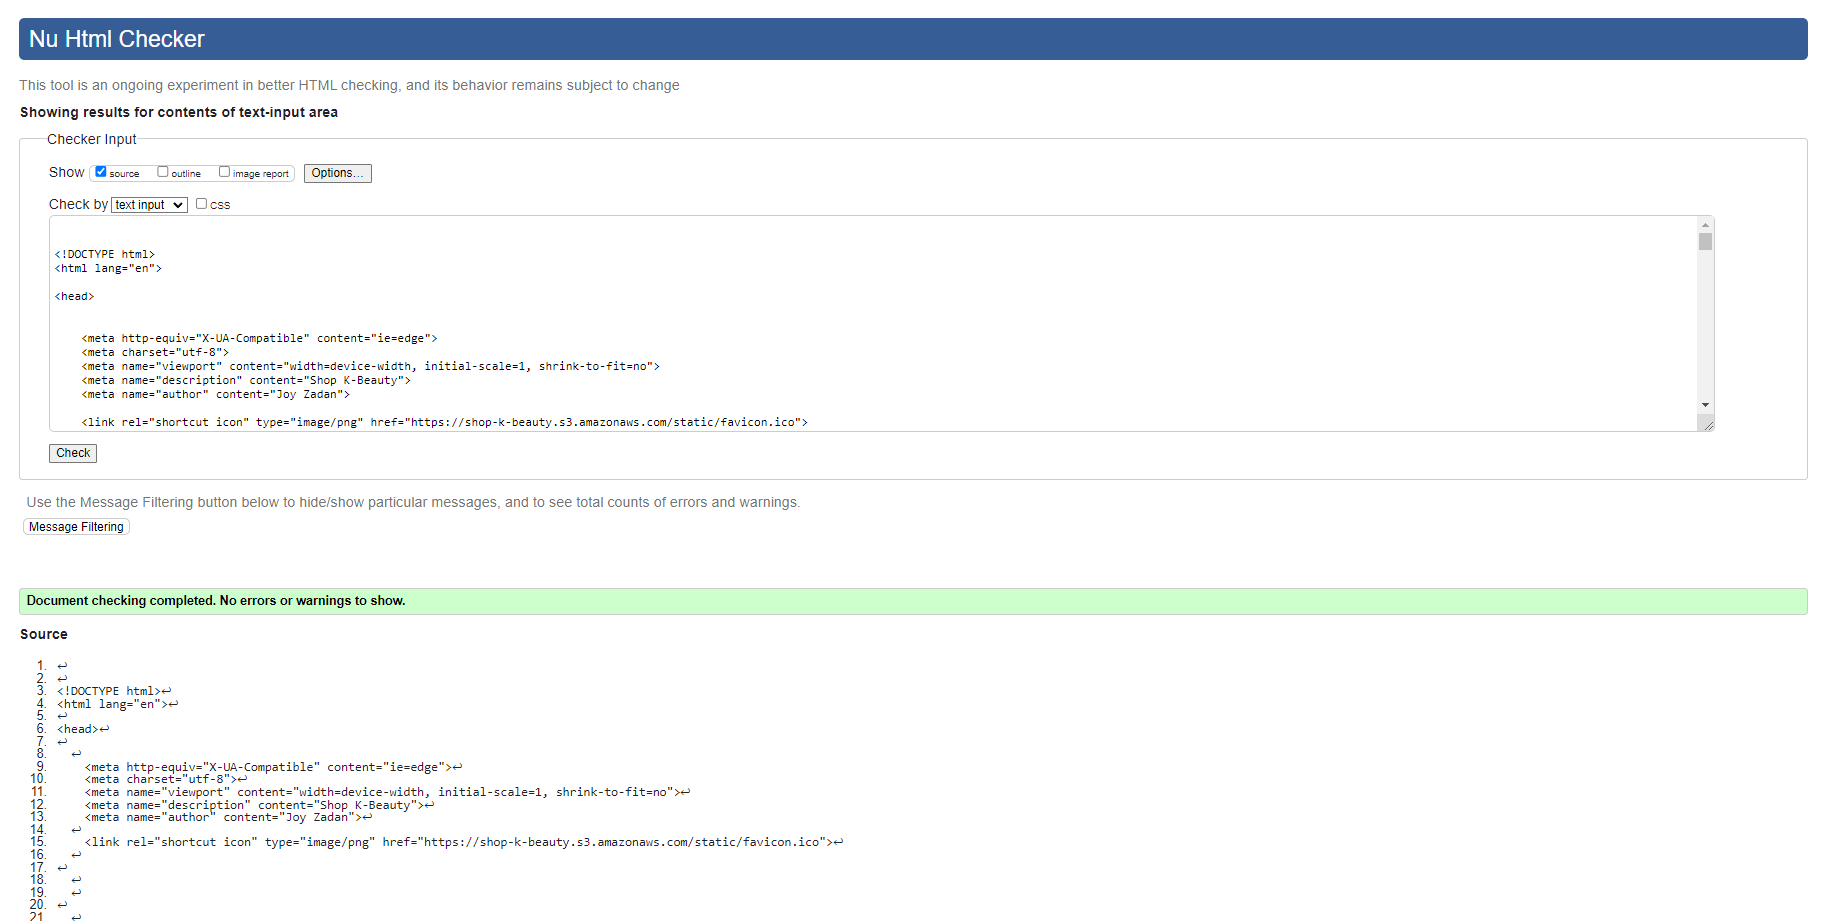 Nu Html Checker
This tool is an ongoing experiment in better HTML checking, and its behavior remains subject to change
Showing results for contents of text-input area
Checker Input
Show source outline image report Options...
Check by text input css
<!DOCTYPE html>
<html lang="en">
<head>
<meta http-equiv="X-UA-Compatible" content="ie=edge">
<meta charset="utf-8">
<meta name="viewport" content="width=device-width, initial-scale=1, shrink-to-fit=no">
<meta name="description" content="Shop K-Beauty">
<meta name="author" content="Joy Zadan">
<link rel="shortcut icon" type="image/png" href="https://shop-k-beauty.s3.amazonaws.com/static/favicon.ico">
Check
Use the Message Filtering button below to hide/show particular messages, and to see total counts of errors and warnings.
Message Filtering
Document checking completed. No errors or warnings to show.
Source
1. ↩
2. ↩
3. <!DOCTYPE html>↩
4. <html lang="en">↩
5. ↩
6. <head>↩
7. ↩
8. ↩
9. <meta http-equiv="X-UA-Compatible" content="ie=edge">↩
10. <meta charset="utf-8">↩
11. <meta name="viewport" content="width=device-width, initial-scale=1, shrink-to-fit=no">↩
12. <meta name="description" content="Shop K-Beauty">↩
13. <meta name="author" content="Joy Zadan">↩
14. ↩
15. <link rel="shortcut icon" type="image/png" href="https://shop-k-beauty.s3.amazonaws.com/static/favicon.ico">↩
16. ↩
17. ↩
18. ↩
19. ↩
20. ↩
21. ↩